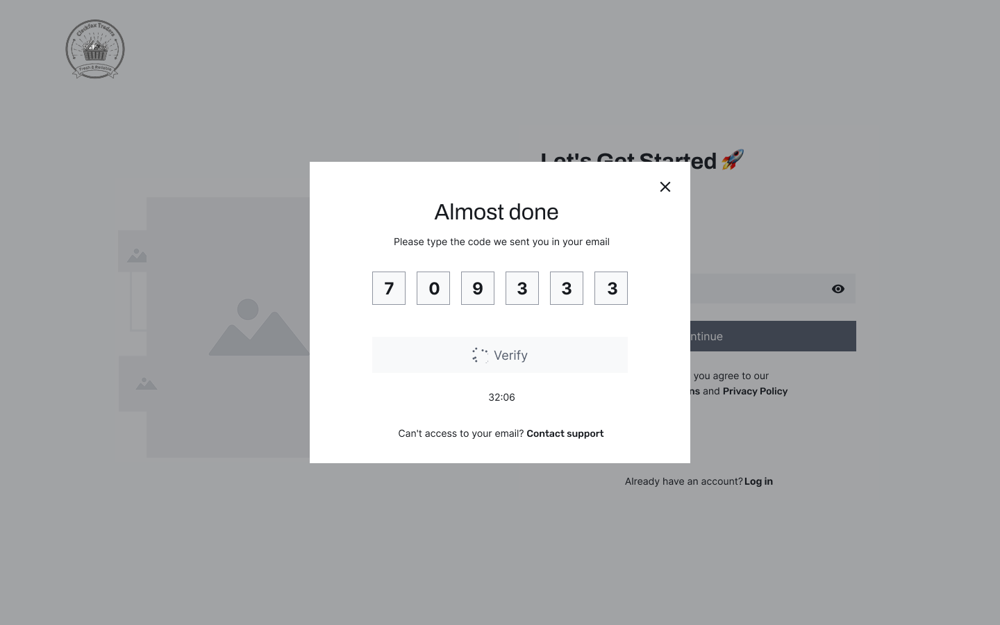 Clockfax Traders
Fresh & Reliable
Let's Get Started 🚀
Almost done
Please type the code we sent you in your email
7 0 9 3 3 3
ntinue
Verify
you agree to our
ns and Privacy Policy
32:06
Can't access to your email? Contact support
Already have an account? Log in